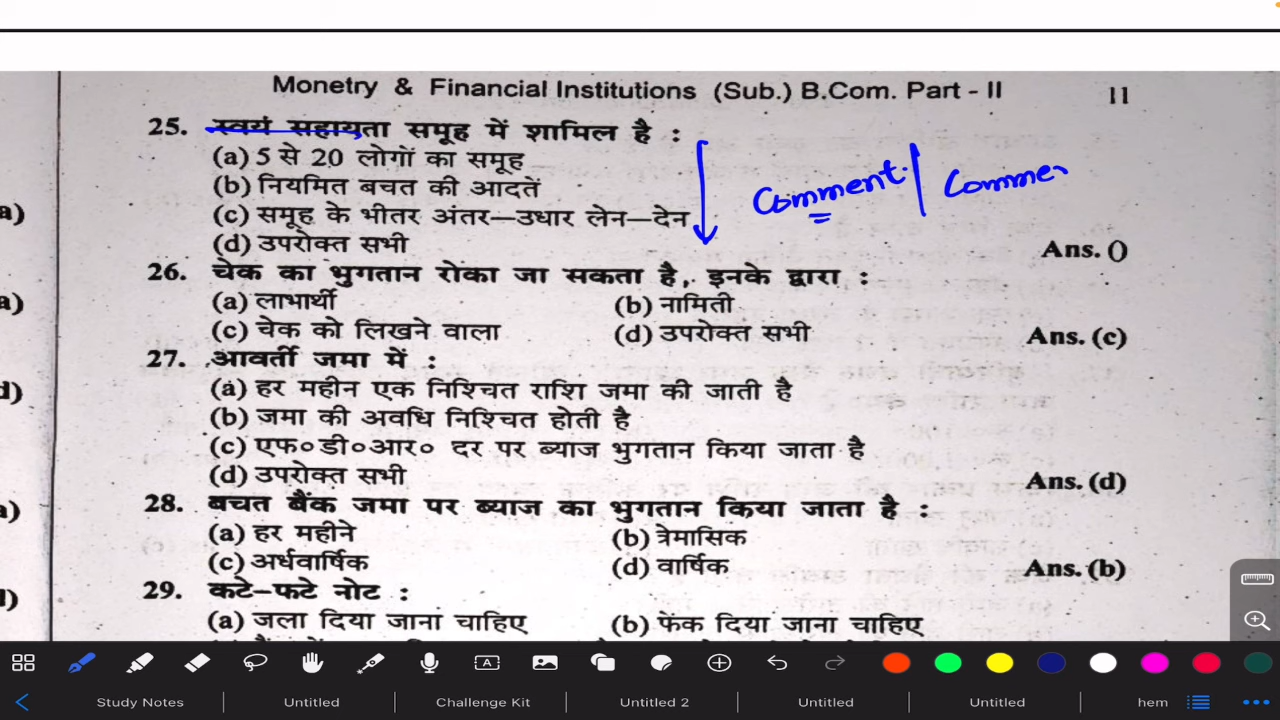 Monetry & Financial Institutions (Sub.) B.Com. Part - II 11
25. स्वयं सहायता समूह में शामिल है :
(a) 5 से 20 लोगों का समूह
(b) नियमित बचत की आदतें
Comment. | Comme
(c) समूह के भीतर अंतर–उधार लेन–देन
(d) उपरोक्त सभी Ans. ()
26. चेक का भुगतान रोका जा सकता है, इनके द्वारा :
(a) लाभार्थी (b) नामिती
(c) चेक को लिखने वाला (d) उपरोक्त सभी Ans. (c)
27. आवर्ती जमा में :
(a) हर महीन एक निश्चित राशि जमा की जाती है
(b) जमा की अवधि निश्चित होती है
(c) एफ० डी० आर० दर पर ब्याज भुगतान किया जाता है
(d) उपरोक्त सभी Ans. (d)
28. बचत बैंक जमा पर ब्याज का भुगतान किया जाता है :
(a) हर महीने (b) त्रेमासिक
(c) अर्धवार्षिक (d) वार्षिक Ans. (b)
29. कटे–फटे नोट :
(a) जला दिया जाना चाहिए (b) फेंक दिया जाना चाहिए
a)
a)
d)
a)
l)
Study Notes Untitled Challenge Kit Untitled 2 Untitled Untitled hem